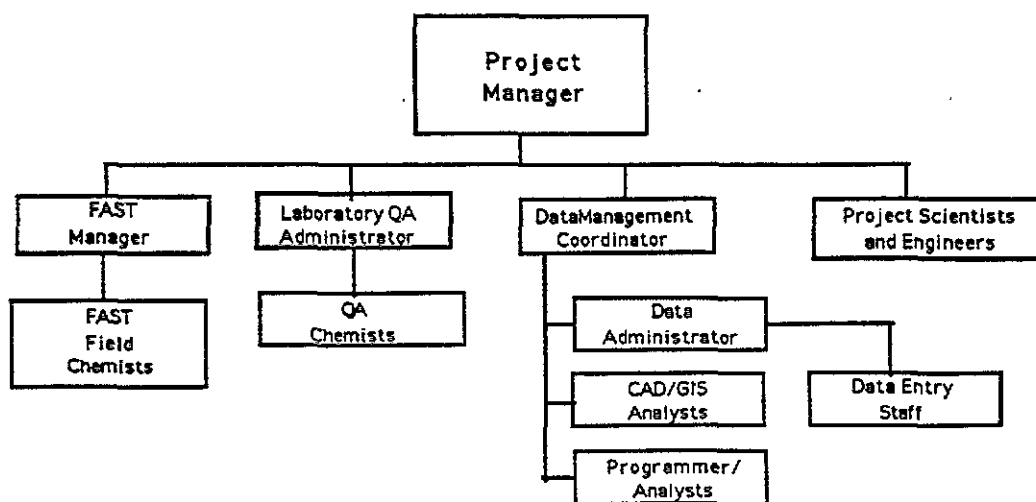 Project
Manager
FAST
Manager
Laboratory QA
Administrator
DataManagement
Coordinator
Project Scientists
and Engineers
FAST
Field
Chemists
QA
Chemists
Data
Administrator
CAD/GIS
Analysts
Data Entry
Staff
Programmer/
Analysts